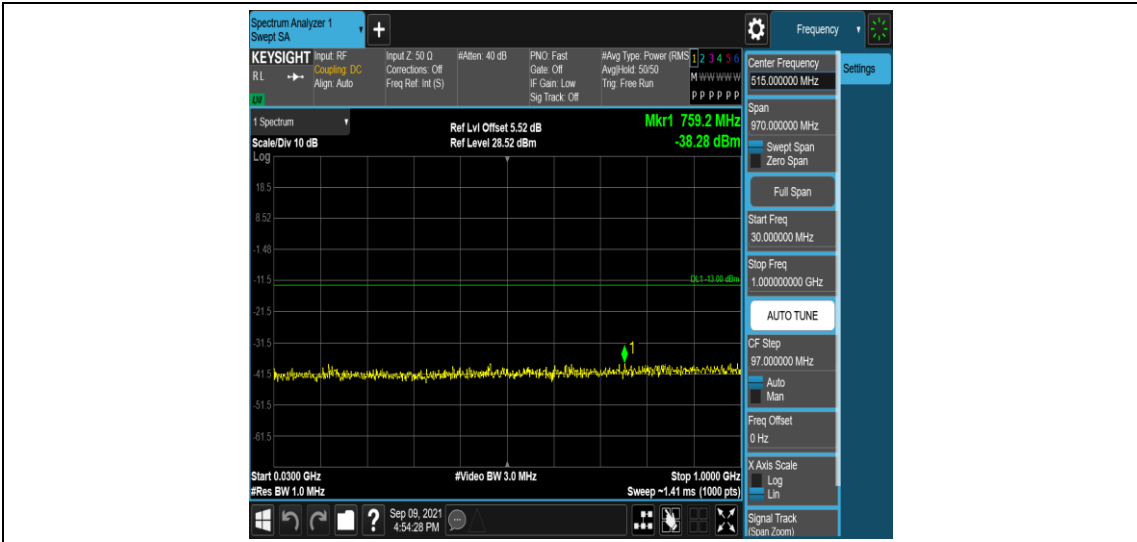 Spectrum Analyzer 1
Swept SA
+
Frequency
KEYSIGHT
RL
LXI
Input: RF
Coupling: DC
Align: Auto
Input Z: 50 Ω
Corrections: Off
Freq Ref: Int (S)
#Atten: 40 dB
PNO: Fast
Gate: Off
IF Gain: Low
Sig Track: Off
#Avg Type: Power (RMS
Avg|Hold: 50/50
Trig: Free Run
1 2 3 4 5 6
M W W W W W
P P P P P P
1 Spectrum
Scale/Div 10 dB
Log
Ref Lvl Offset 5.52 dB
Ref Level 28.52 dBm
Mkr1 759.2 MHz
-38.28 dBm
18.5
8.52
-1.48
-11.5
DL1 -13.00 dBm
-21.5
-31.5
1
-41.5
-51.5
-61.5
Start 0.0300 GHz
#Video BW 3.0 MHz
Stop 1.0000 GHz
#Res BW 1.0 MHz
Sweep ~1.41 ms (1000 pts)
?
Sep 09, 2021
4:54:28 PM
Center Frequency
515.000000 MHz
Settings
Span
970.000000 MHz
Swept Span
Zero Span
Full Span
Start Freq
30.000000 MHz
Stop Freq
1.000000000 GHz
AUTO TUNE
CF Step
97.000000 MHz
Auto
Man
Freq Offset
0 Hz
X Axis Scale
Log
Lin
Signal Track
(Span Zoom)